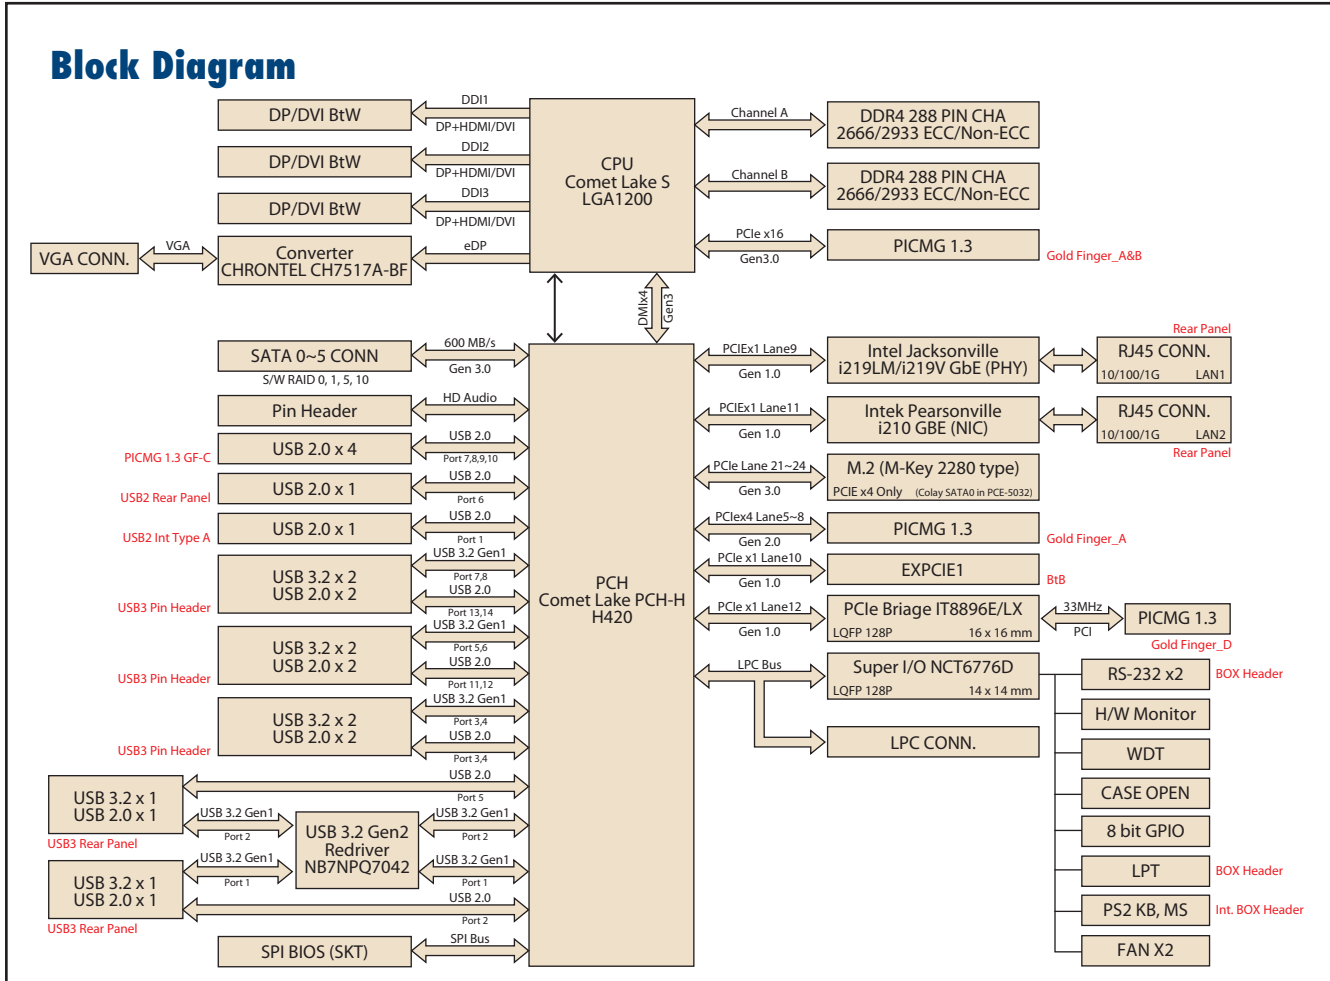 Block Diagram
DP/DVI BtW
DDI1
DP+HDMI/DVI
DP/DVI BtW
DDI2
DP+HDMI/DVI
DP/DVI BtW
DDI3
DP+HDMI/DVI
VGA CONN.
VGA
Converter
CHRONTEL CH7517A-BF
eDP
CPU
Comet Lake S
LGA1200
Channel A
DDR4 288 PIN CHA
2666/2933 ECC/Non-ECC
Channel B
DDR4 288 PIN CHA
2666/2933 ECC/Non-ECC
PCIe x16
Gen3.0
PICMG 1.3
Gold Finger_A&B
DMIx4
Gen3
SATA 0~5 CONN
S/W RAID 0, 1, 5, 10
600 MB/s
Gen 3.0
Pin Header
HD Audio
PICMG 1.3 GF-C
USB 2.0 x 4
USB 2.0
Port 7,8,9,10
USB2 Rear Panel
USB 2.0 x 1
USB 2.0
Port 6
USB2 Int Type A
USB 2.0 x 1
USB 2.0
Port 1
USB3 Pin Header
USB 3.2 x 2
USB 2.0 x 2
USB 3.2 Gen1
Port 7,8
USB 2.0
Port 13,14
USB3 Pin Header
USB 3.2 x 2
USB 2.0 x 2
USB 3.2 Gen1
Port 5,6
USB 2.0
Port 11,12
USB3 Pin Header
USB 3.2 x 2
USB 2.0 x 2
USB 3.2 Gen1
Port 3,4
USB 2.0
Port 3,4
USB 3.2 x 1
USB 2.0 x 1
USB3 Rear Panel
USB 2.0
Port 5
USB 3.2 Gen1
Port 2
USB 3.2 Gen2
Redriver
NB7NPQ7042
USB 3.2 Gen1
Port 2
USB 3.2 x 1
USB 2.0 x 1
USB3 Rear Panel
USB 3.2 Gen1
Port 1
USB 3.2 Gen1
Port 1
USB 2.0
Port 2
SPI BIOS (SKT)
SPI Bus
PCH
Comet Lake PCH-H
H420
PCIEx1 Lane9
Gen 1.0
Intel Jacksonville
i219LM/i219V GbE (PHY)
Rear Panel
RJ45 CONN.
10/100/1G LAN1
PCIEx1 Lane11
Gen 1.0
Intek Pearsonville
i210 GBE (NIC)
RJ45 CONN.
10/100/1G LAN2
Rear Panel
PCIe Lane 21~24
Gen 3.0
M.2 (M-Key 2280 type)
PCIE x4 Only (Colay SATA0 in PCE-5032)
PCIex4 Lane5~8
Gen 2.0
PICMG 1.3
Gold Finger_A
PCIe x1 Lane10
Gen 1.0
EXPCIE1
BtB
PCIe x1 Lane12
Gen 1.0
PCIe Briage IT8896E/LX
LQFP 128P 16 x 16 mm
33MHz
PCI
PICMG 1.3
Gold Finger_D
LPC Bus
Super I/O NCT6776D
LQFP 128P 14 x 14 mm
LPC CONN.
RS-232 x2
BOX Header
H/W Monitor
WDT
CASE OPEN
8 bit GPIO
LPT
BOX Header
PS2 KB, MS
Int. BOX Header
FAN X2